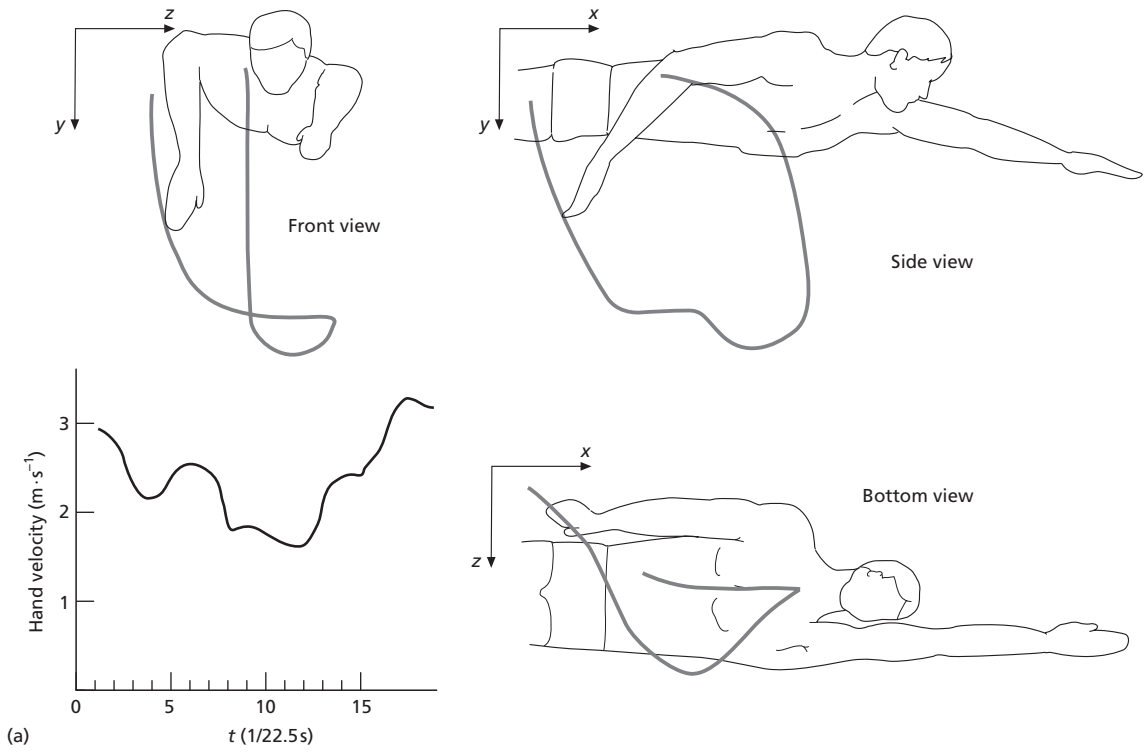 z
y
Front view
x
y
Side view
Hand velocity (m·s⁻¹)
3
2
1
0
5
10
15
t (1/22.5s)
x
z
Bottom view
(a)